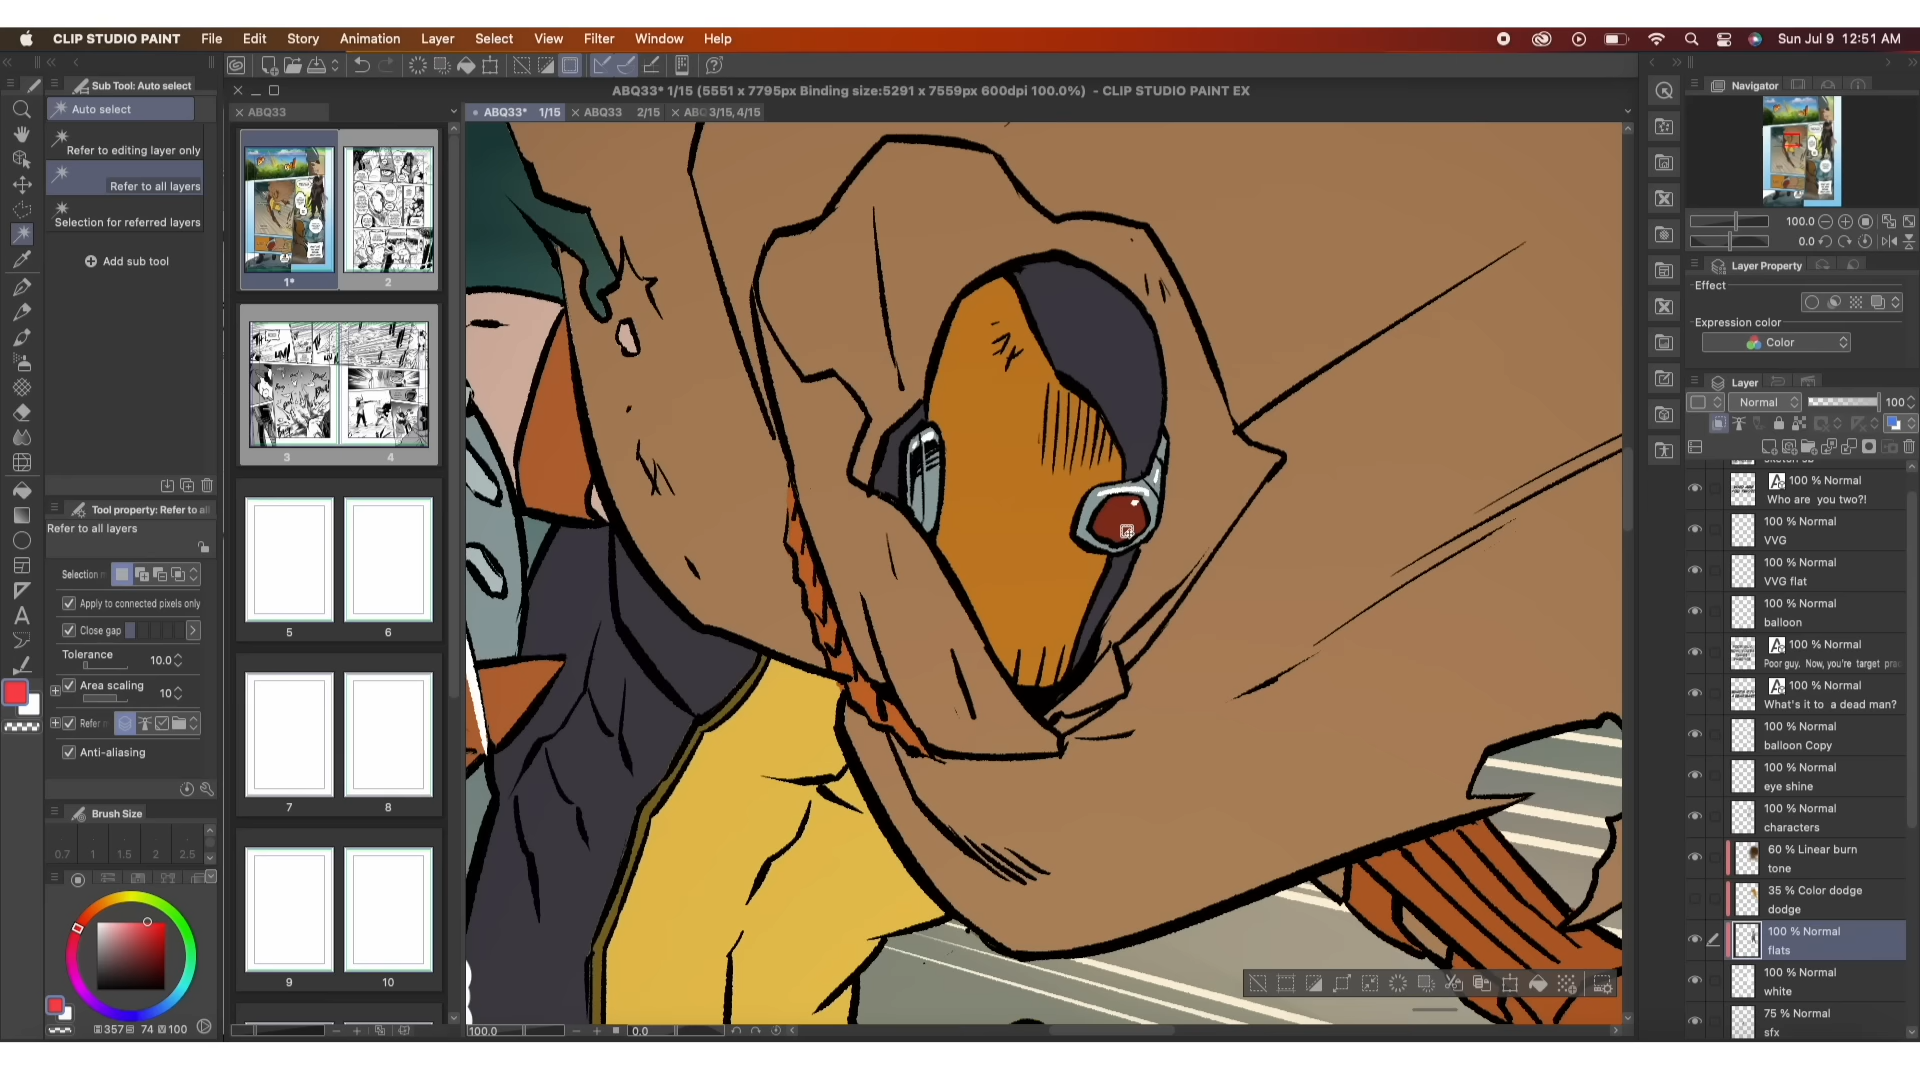 CLIP STUDIO PAINT File Edit Story Animation Layer Select View Filter Window Help
Sun Jul 9 12:51 AM
Sub Tool: Auto select
ABQ33* 1/15 (5551 x 7795px Binding size:5291 x 7559px 600dpi 100.0%) - CLIP STUDIO PAINT EX
Navigator
Auto select
ABQ33
ABQ33* 1/15
ABQ33 2/15
3/15,4/15
Refer to editing layer only
Refer to all layers
Selection for referred layers
Add sub tool
1*
2
3
4
5
6
7
8
9
10
100.0
0.0
Layer Property
Effect
Expression color
Color
Layer
Normal
100
100 % Normal
Who are you two?!
100 % Normal
VVG
100 % Normal
VVG flat
100 % Normal
balloon
100 % Normal
Poor guy. Now, you're target
100 % Normal
What's it to a dead man?
100 % Normal
balloon Copy
100 % Normal
eye shine
100 % Normal
characters
60 % Linear burn
tone
35 % Color dodge
dodge
100 % Normal
flats
100 % Normal
white
75 % Normal
sfx
Tool property: Refer to all
Refer to all layers
Selection
Apply to connected pixels only
Close gap
Tolerance
10.0
Area scaling
10
Refer
Anti-aliasing
Brush Size
0.7 1 1.5 2 2.5
357 74 100
100.0
0.0